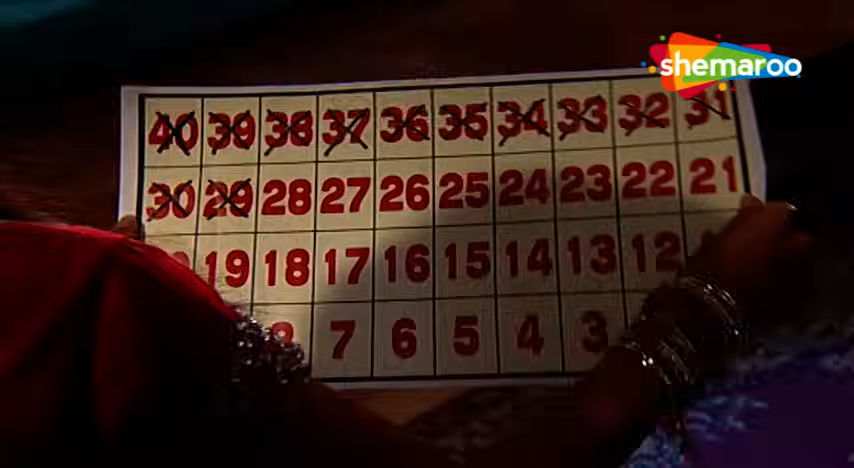 shemaroo
40 39 38 37 36 35 34 33 32 31
30 29 28 27 26 25 24 23 22 21
19 18 17 16 15 14 13 12
7 6 5 4 3